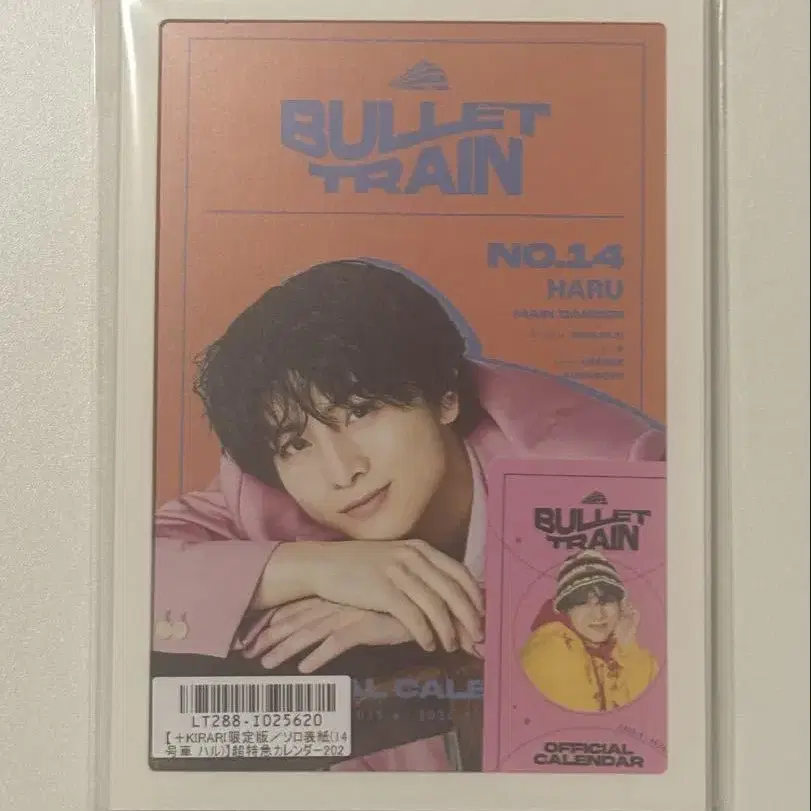 BULLET
TRAIN
NO.14
HARU
MAIN DANCER
BULLET
TRAIN
AL CALE
OFFICIAL
CALENDAR
LT288-I025620
【+KIRARI限定版/ソロ表紙(14
号車 ハル)】超特急カレンダー202